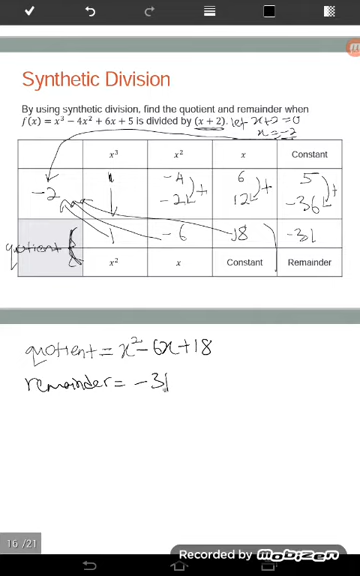 Synthetic Division
By using synthetic division, find the quotient and remainder when
f(x) = x³ − 4x² + 6x + 5 is divided by (x + 2). let x+2=0
x=-2
x³ x² x Constant
-2 1 -4 6 5
-2 + 12 + -36 +
quotient { 1 -6 18 -31
x² x Constant Remainder
quotient = x² - 6x + 18
remainder = -31
16 /21
Recorded by Mobizen